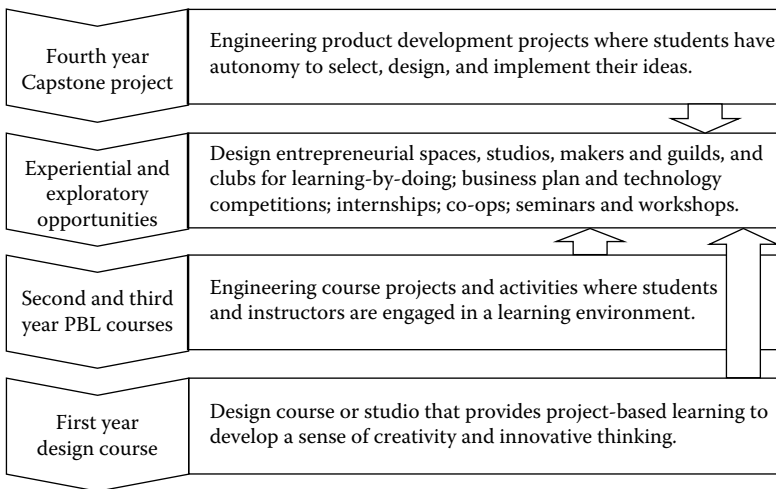 Fourth year
Capstone project
Engineering product development projects where students have
autonomy to select, design, and implement their ideas.
Experiential and
exploratory
opportunities
Design entrepreneurial spaces, studios, makers and guilds, and
clubs for learning-by-doing; business plan and technology
competitions; internships; co-ops; seminars and workshops.
Second and third
year PBL courses
Engineering course projects and activities where students
and instructors are engaged in a learning environment.
First year
design course
Design course or studio that provides project-based learning to
develop a sense of creativity and innovative thinking.